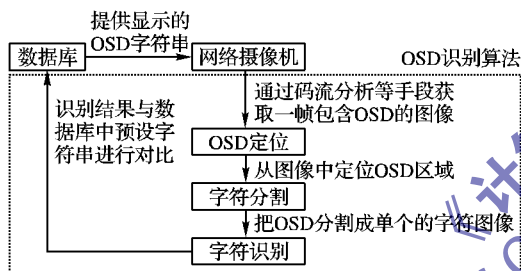 提供显示的
OSD字符串
数据库
网络摄像机
OSD识别算法
通过码流分析等手段获
取一帧包含OSD的图像
识别结果与数
据库中预设字
符串进行对比
OSD定位
从图像中定位OSD区域
字符分割
把OSD分割成单个的字符图像
字符识别
《计